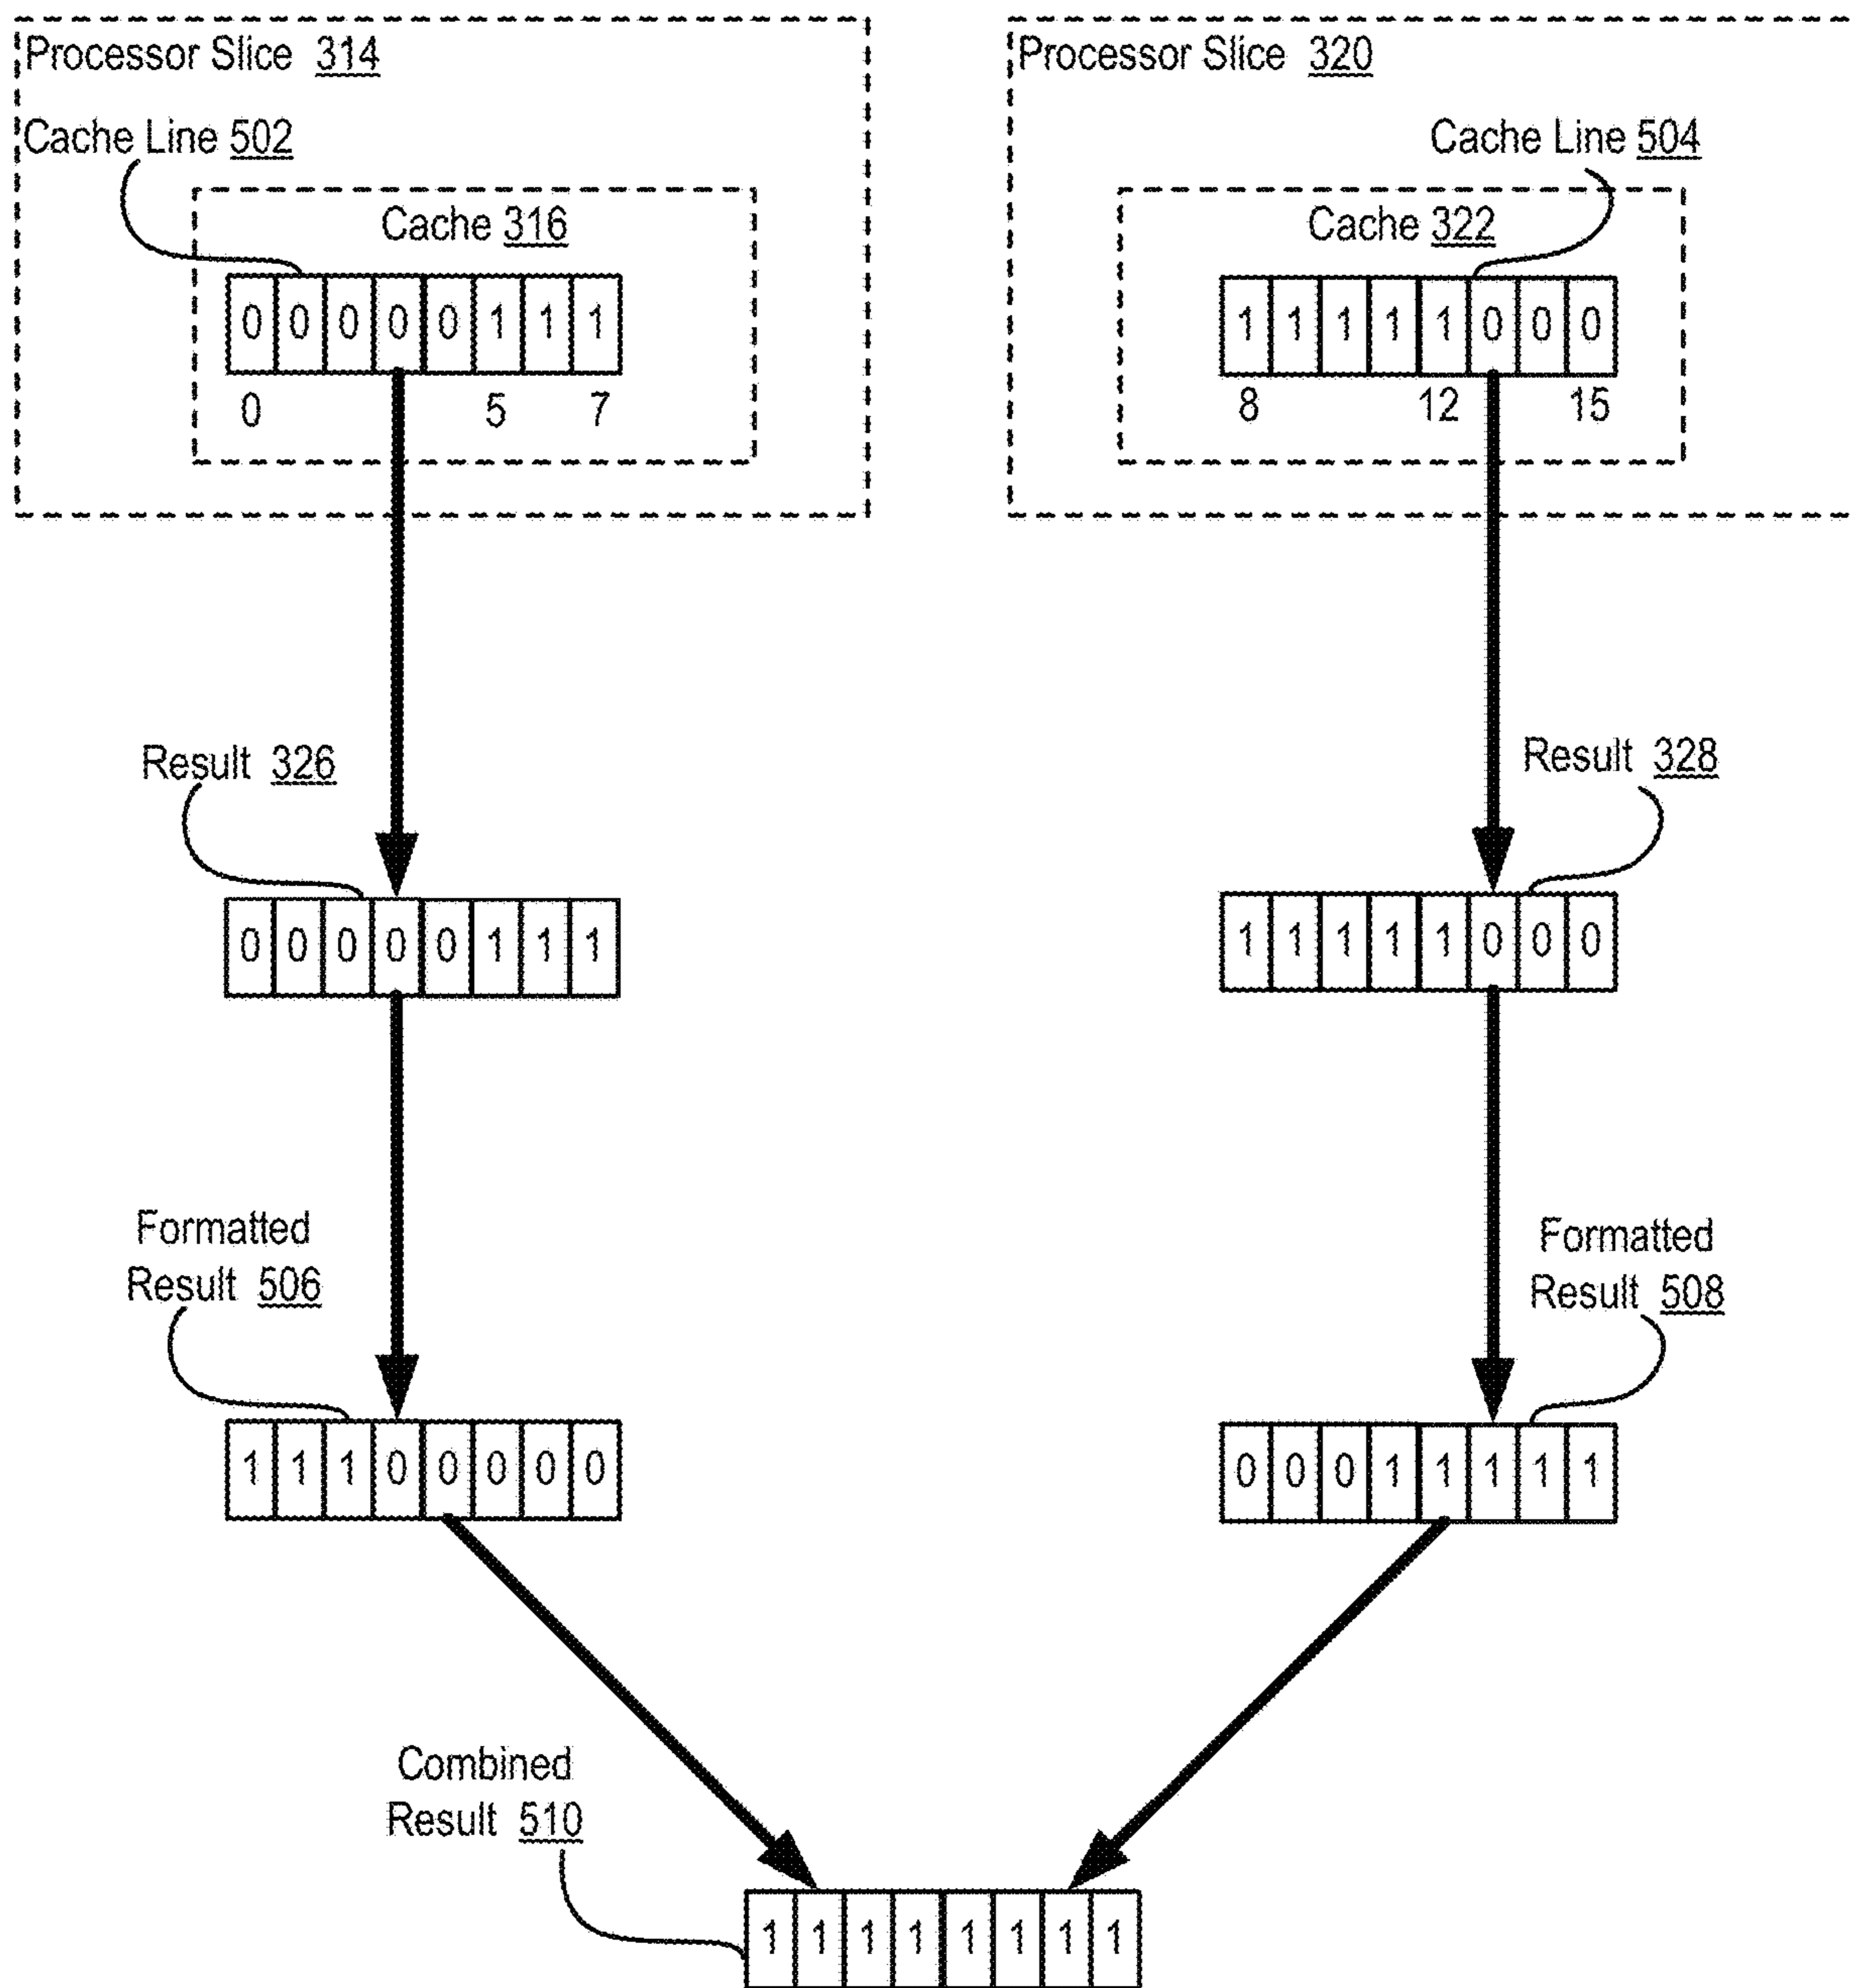 Processor Slice 314
Cache Line 502
Cache 316
0 0 0 0 0 1 1 1
0 5 7
Processor Slice 320
Cache Line 504
Cache 322
1 1 1 1 1 0 0 0
8 12 15
Result 326
0 0 0 0 0 1 1 1
Result 328
1 1 1 1 1 0 0 0
Formatted
Result 506
1 1 1 0 0 0 0 0
Formatted
Result 508
0 0 0 1 1 1 1 1
Combined
Result 510
1 1 1 1 1 1 1 1